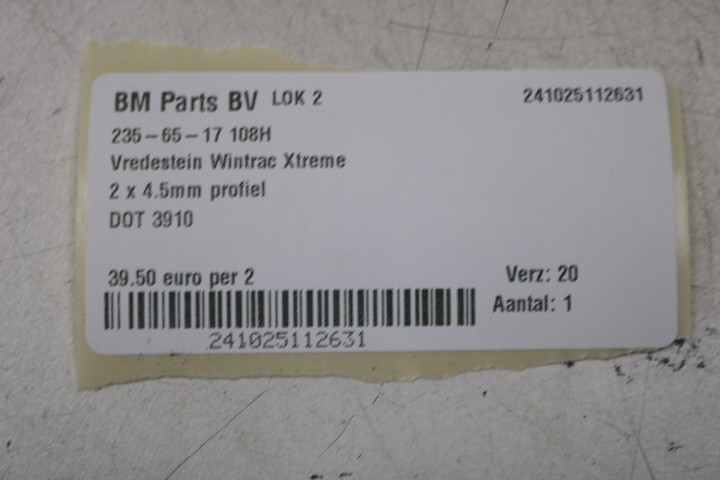 BM Parts BV LOK 2 241025112631
235-65-17 108H
Vredestein Wintrac Xtreme
2 x 4.5mm profiel
DOT 3910
39.50 euro per 2 Verz: 20
Aantal: 1
241025112631